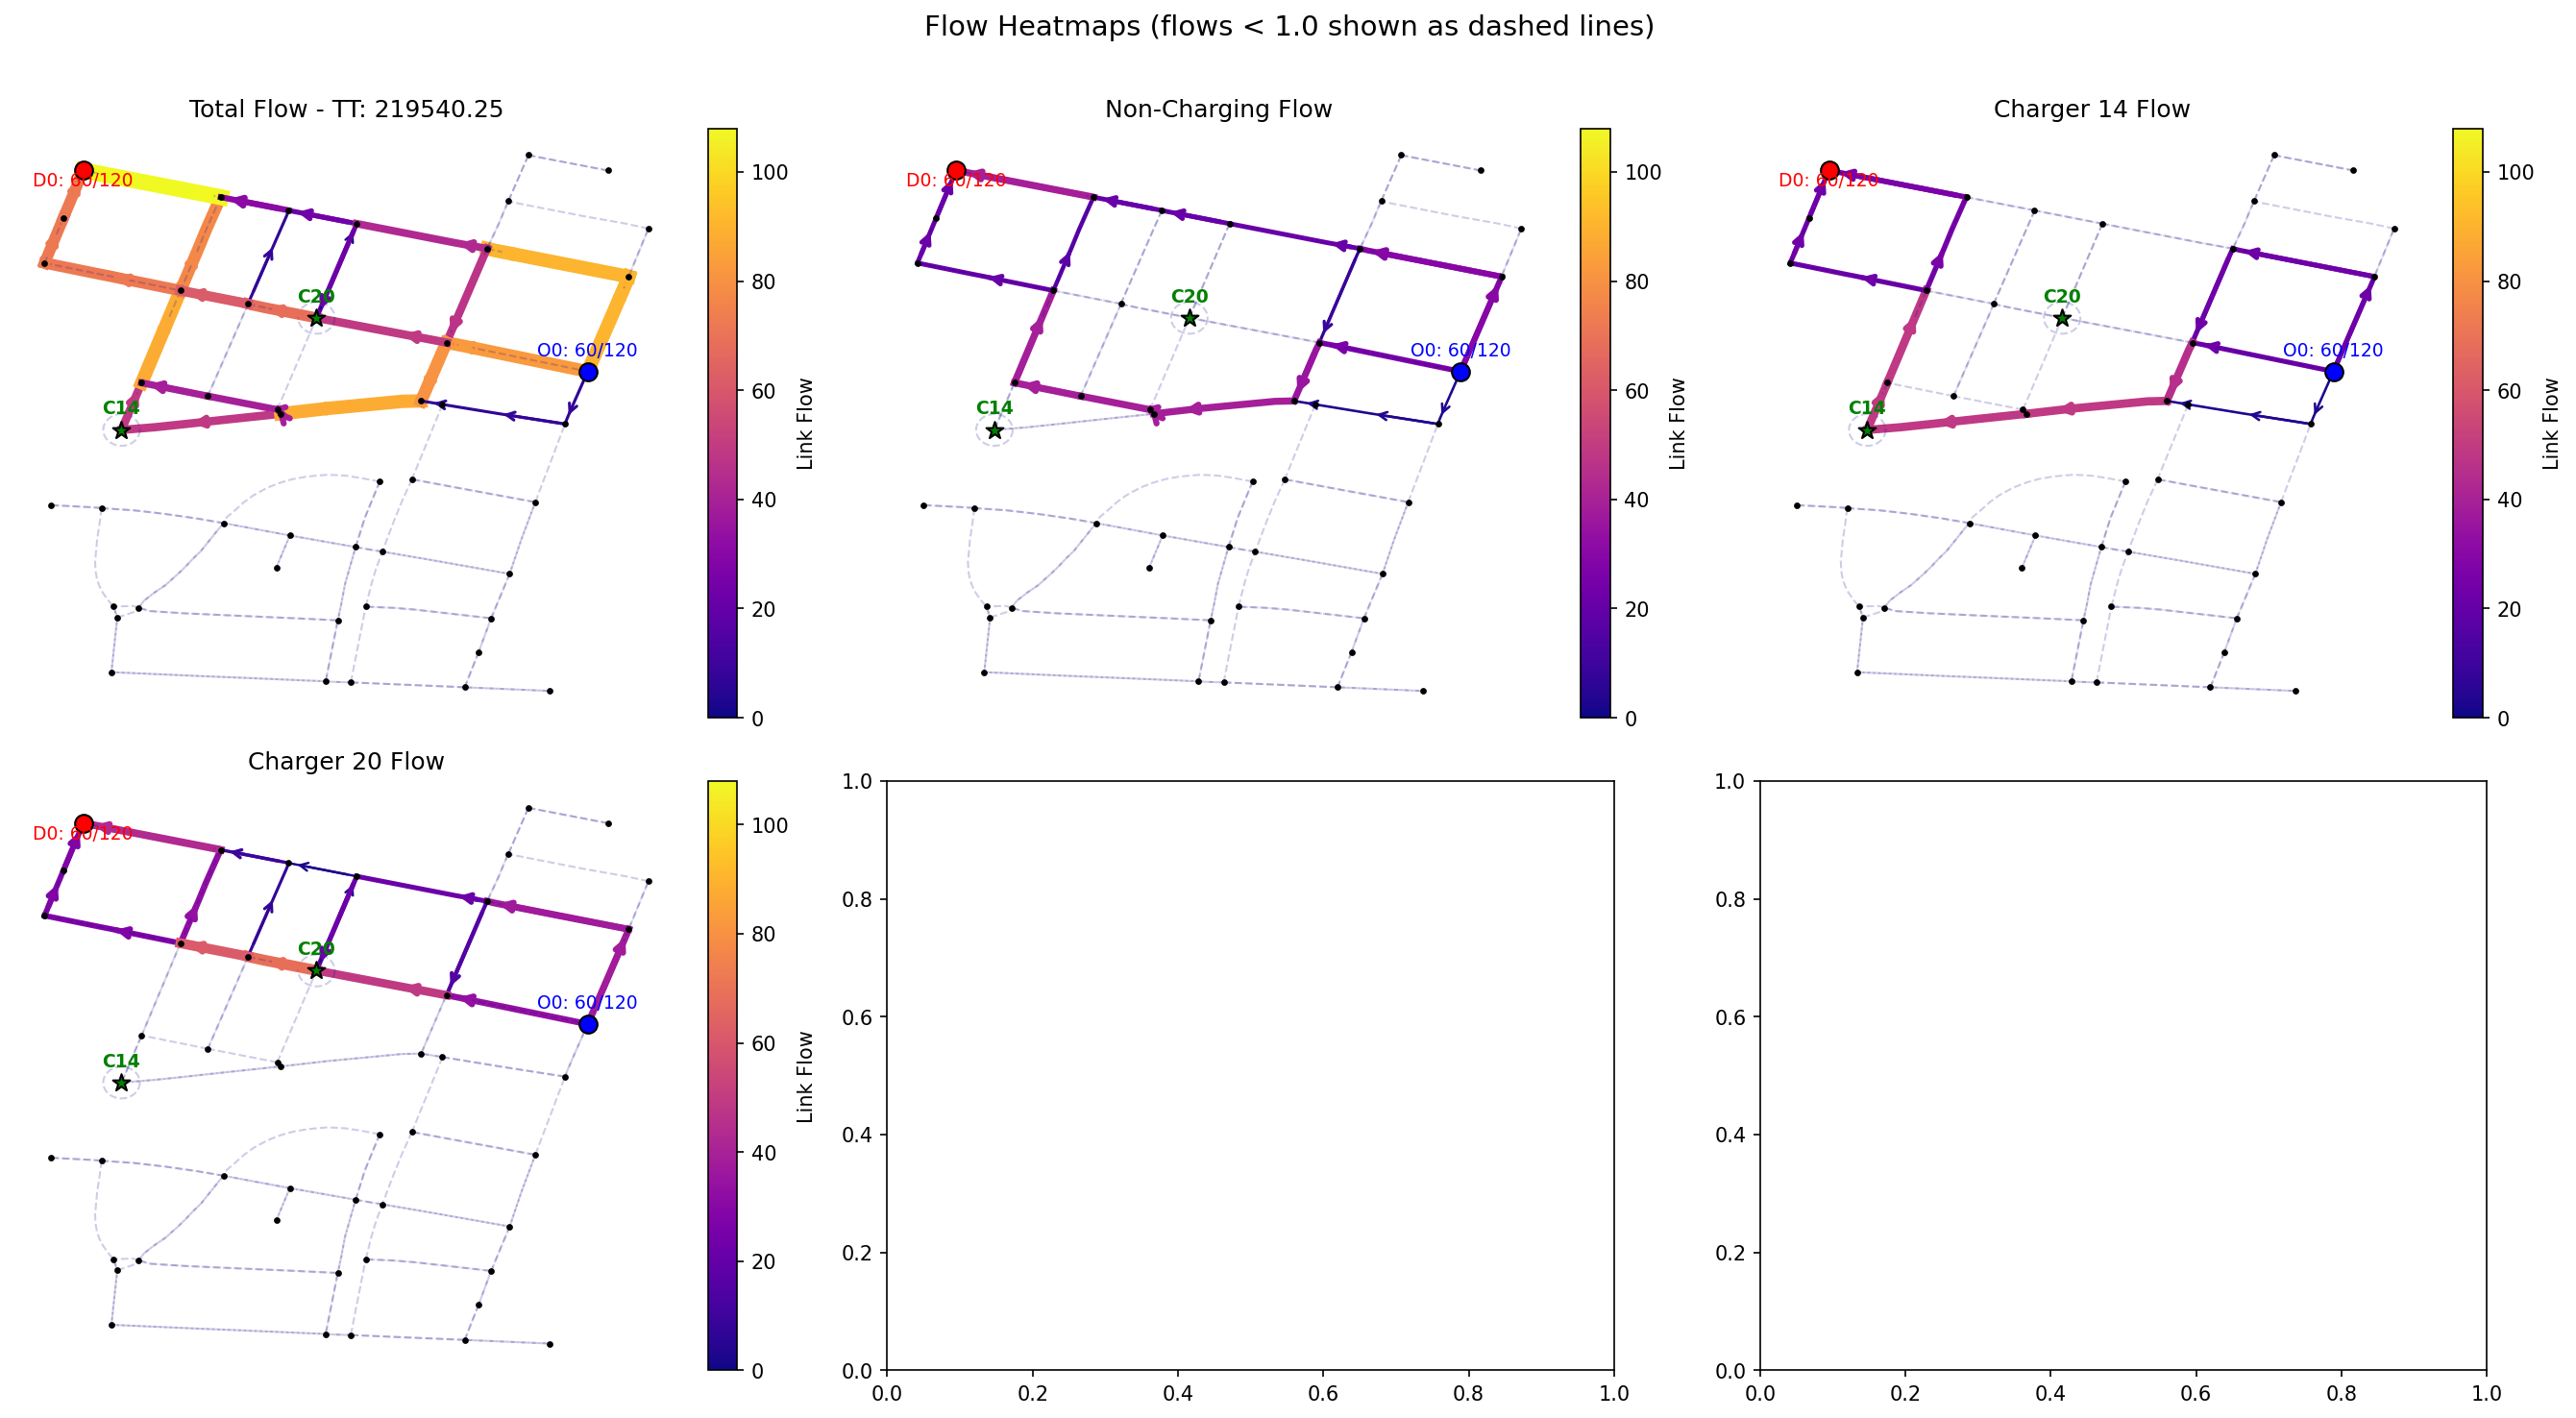 Flow Heatmaps (flows < 1.0 shown as dashed lines)
Total Flow - TT: 219540.25
D0: 60/120
C20
O0: 60/120
C14
100
80
60
40
20
0
Link Flow
Non-Charging Flow
D0: 60/120
C20
O0: 60/120
C14
100
80
60
40
20
0
Link Flow
Charger 14 Flow
D0: 60/120
C20
O0: 60/120
C14
100
80
60
40
20
0
Link Flow
Charger 20 Flow
D0: 60/120
C20
O0: 60/120
C14
100
80
60
40
20
0
Link Flow
1.0
0.8
0.6
0.4
0.2
0.0
0.0 0.2 0.4 0.6 0.8 1.0
1.0
0.8
0.6
0.4
0.2
0.0
0.0 0.2 0.4 0.6 0.8 1.0